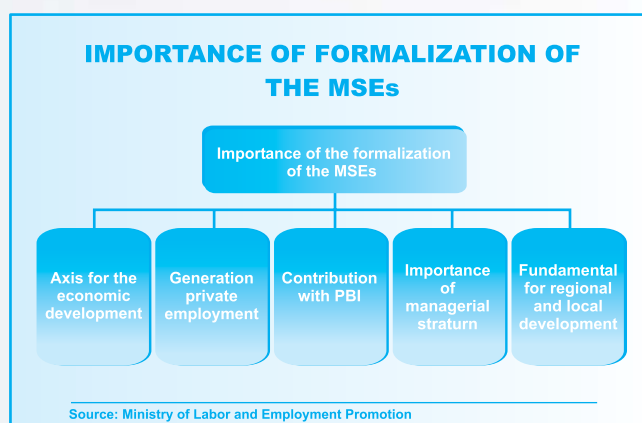 IMPORTANCE OF FORMALIZATION OF
THE MSEs
Importance of the formalization
of the MSEs
Axis for the
economic
development
Generation
private
employment
Contribution
with PBI
Importance
of
managerial
straturn
Fundamental
for regional
and local
development
Source: Ministry of Labor and Employment Promotion